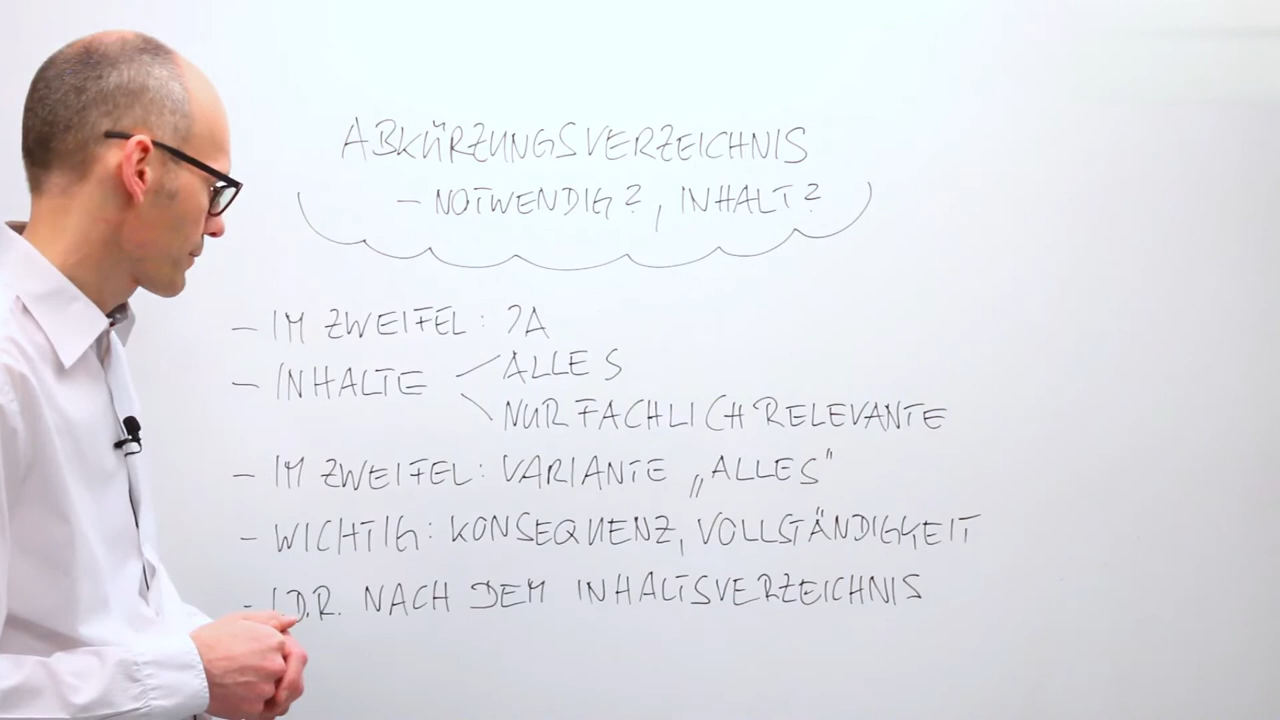 ABKÜRZUNGSVERZEICHNIS
– NOTWENDIG?, INHALT?
– IM ZWEIFEL: JA
– INHALTE
ALLES
NUR FACHLICH RELEVANTE
– IM ZWEIFEL: VARIANTE „ALLES"
– WICHTIG: KONSEQUENZ, VOLLSTÄNDIGKEIT
– I.D.R. NACH DEM INHALTSVERZEICHNIS